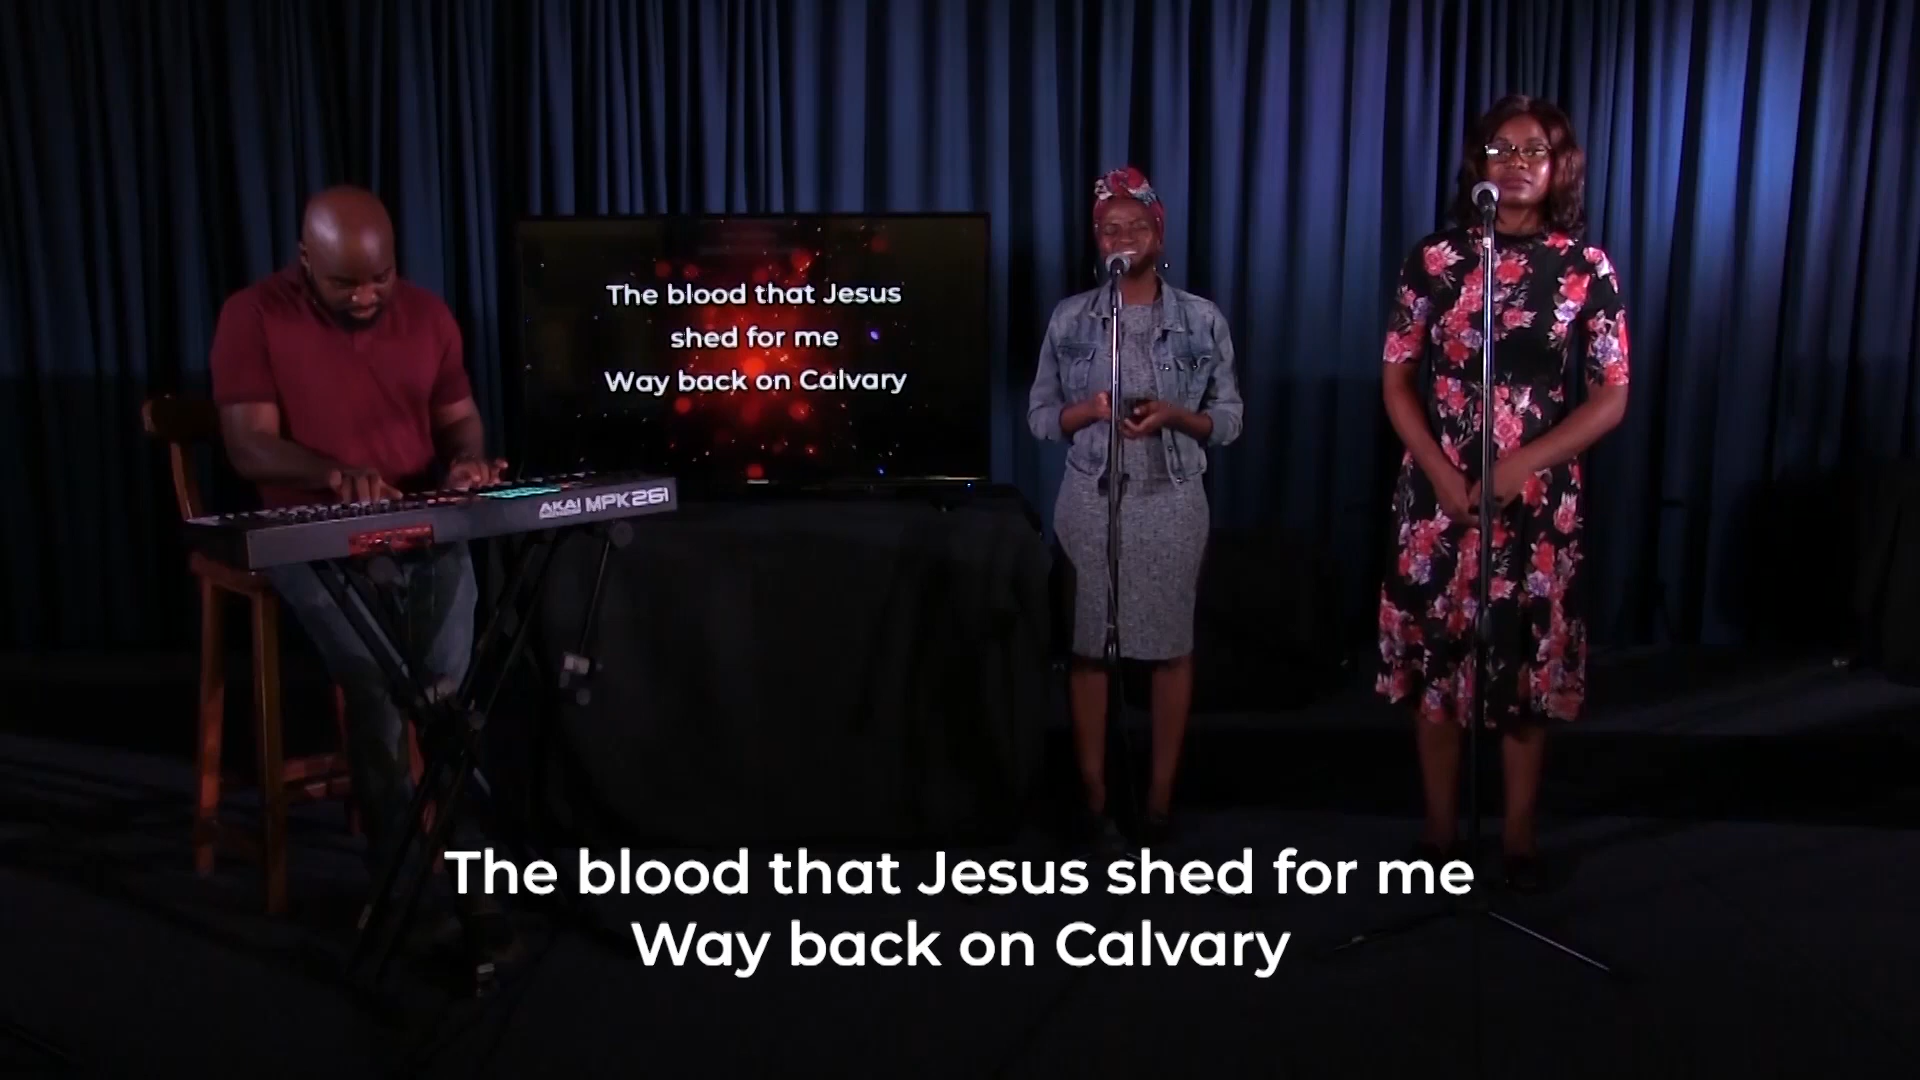 The blood that Jesus
shed for me
Way back on Calvary
AKAI MPK261
The blood that Jesus shed for me
Way back on Calvary